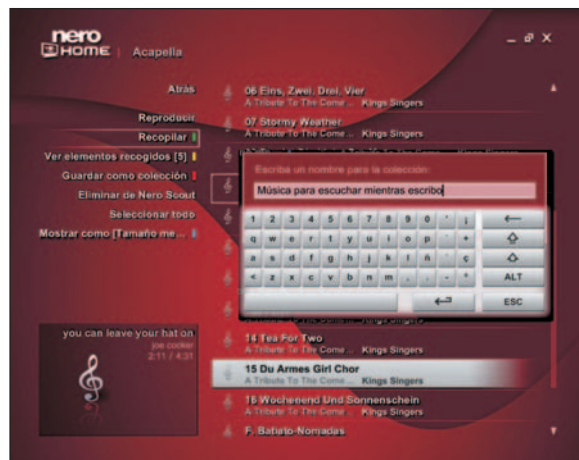 nero
HOME | Acapella
Atrás
Reproducir
Recopilar
Ver elementos recogidos [5]
Guardar como colección
Eliminar de Nero Scout
Seleccionar todo
Mostrar como [Tamaño me...
06 Eins, Zwei, Drei, Vier
A Tribute To The Come... Kings Singers
07 Stormy Weather
A Tribute To The Come... Kings Singers
Escriba un nombre para la colección:
Música para escuchar mientras escribo
1 2 3 4 5 6 7 8 9 0 ' ¡ ←
q w e r t y u i o p ` +
a s d f g h j k l ñ ´ ç
< z x c v b n m , . - ° ALT
ESC
14 Tea For Two
A Tribute To The Come... Kings Singers
15 Du Armes Girl Chor
A Tribute To The Come... Kings Singers
16 Wochenend Und Sonnenschein
A Tribute To The Come... Kings Singers
F. Batiato-Nomadas
you can leave your hat on
joe cocker
2:11 / 4:31